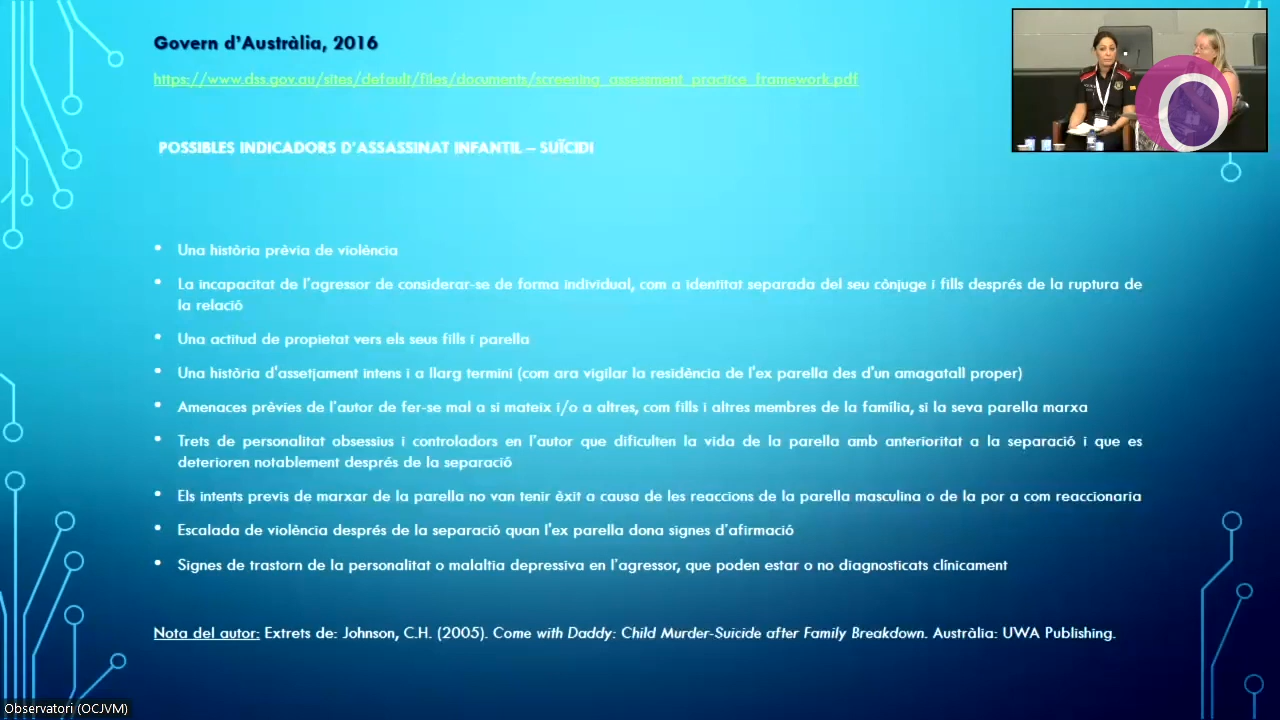 Govern d'Austràlia, 2016
https://www.dss.gov.au/sites/default/files/documents/screening_assessment_practice_framework.pdf
POSSIBLES INDICADORS D'ASSASSINAT INFANTIL – SUÏCIDI
• Una història prèvia de violència
• La incapacitat de l'agressor de considerar-se de forma individual, com a identitat separada del seu cònjuge i fills després de la ruptura de
la relació
• Una actitud de propietat vers els seus fills i parella
• Una història d'assetjament intens i a llarg termini (com ara vigilar la residència de l'ex parella des d'un amagatall proper)
• Amenaces prèvies de l'autor de fer-se mal a si mateix i/o a altres, com fills i altres membres de la família, si la seva parella marxa
• Trets de personalitat obsessius i controladors en l'autor que dificulten la vida de la parella amb anterioritat a la separació i que es
deterioren notablement després de la separació
• Els intents previs de marxar de la parella no van tenir èxit a causa de les reaccions de la parella masculina o de la por a com reaccionaria
• Escalada de violència després de la separació quan l'ex parella dona signes d'afirmació
• Signes de trastorn de la personalitat o malaltia depressiva en l'agressor, que poden estar o no diagnosticats clínicament
Nota del autor: Extrets de: Johnson, C.H. (2005). Come with Daddy: Child Murder-Suicide after Family Breakdown. Austràlia: UWA Publishing.
Observatori (OCJVM)